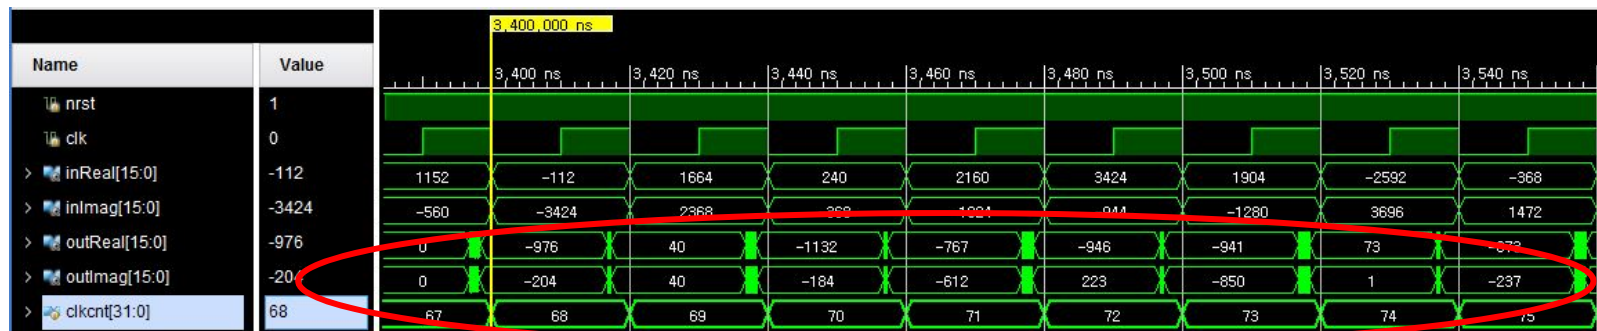 3,400,000 ns
Name Value 3,400 ns 3,420 ns 3,440 ns 3,460 ns 3,480 ns 3,500 ns 3,520 ns 3,540 ns
nrst 1
clk 0
inReal[15:0] -112 1152 -112 1664 240 2160 3424 1904 -2592 -368
inImag[15:0] -3424 -560 -3424 2368 -1280 3696 1472
outReal[15:0] -976 0 -976 40 -1132 -767 -946 -941 73
outImag[15:0] -204 0 -204 40 -184 -612 223 -850 1 -237
clkcnt[31:0] 68 67 68 69 70 71 72 73 74 75